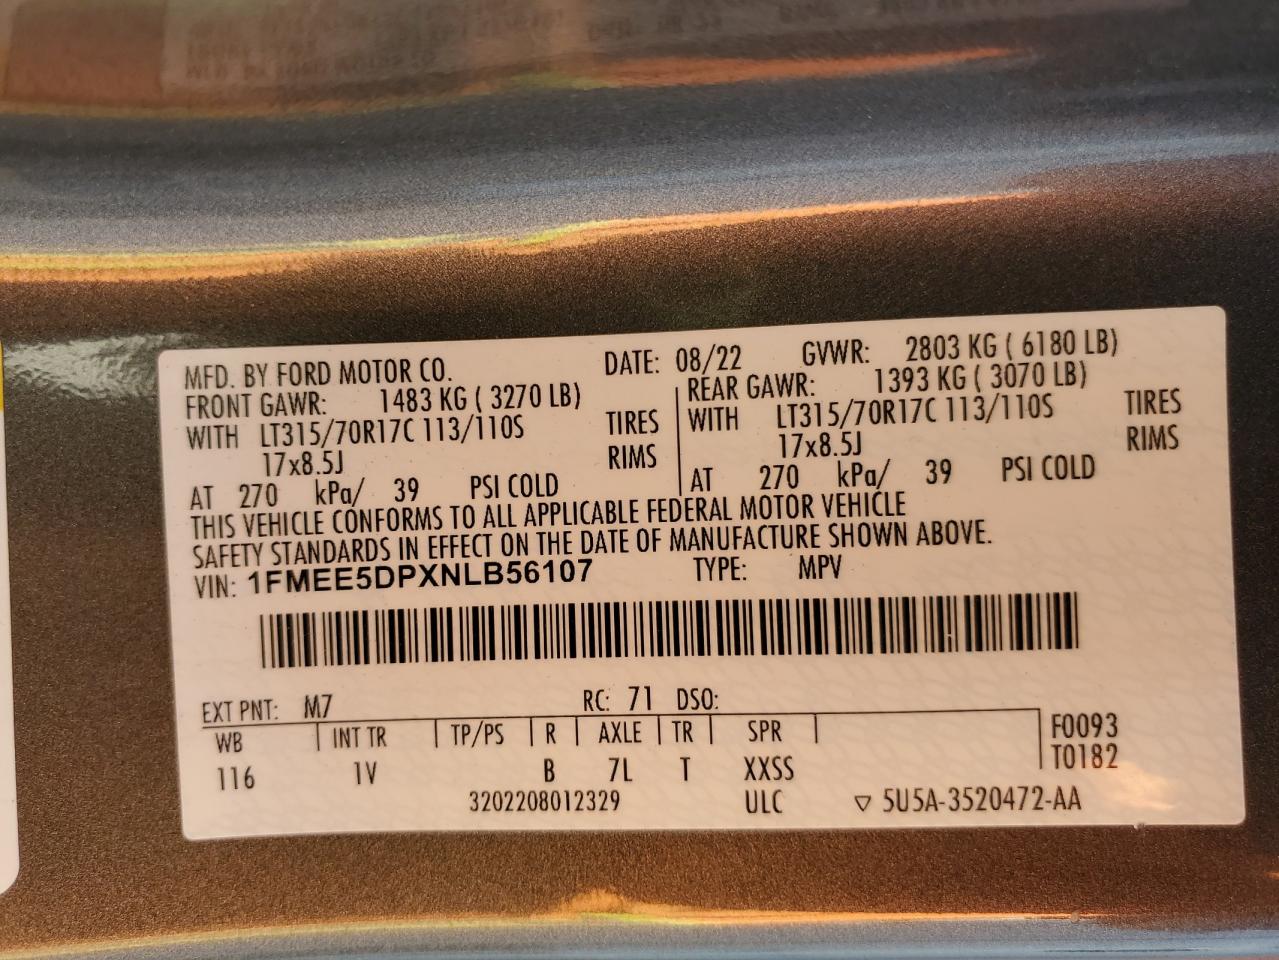 MFD. BY FORD MOTOR CO. DATE: 08/22 GVWR: 2803 KG ( 6180 LB)
FRONT GAWR: 1483 KG ( 3270 LB) REAR GAWR: 1393 KG ( 3070 LB)
WITH LT315/70R17C 113/110S TIRES WITH LT315/70R17C 113/110S TIRES
17x8.5J RIMS 17x8.5J RIMS
AT 270 kPa/ 39 PSI COLD AT 270 kPa/ 39 PSI COLD
THIS VEHICLE CONFORMS TO ALL APPLICABLE FEDERAL MOTOR VEHICLE
SAFETY STANDARDS IN EFFECT ON THE DATE OF MANUFACTURE SHOWN ABOVE.
VIN: 1FMEE5DPXNLB56107 TYPE: MPV
EXT PNT: M7 RC: 71 DSO:
WB INT TR TP/PS R AXLE TR SPR F0093
116 1V B 7L T XXSS T0182
3202208012329 ULC ▽ 5U5A-3520472-AA